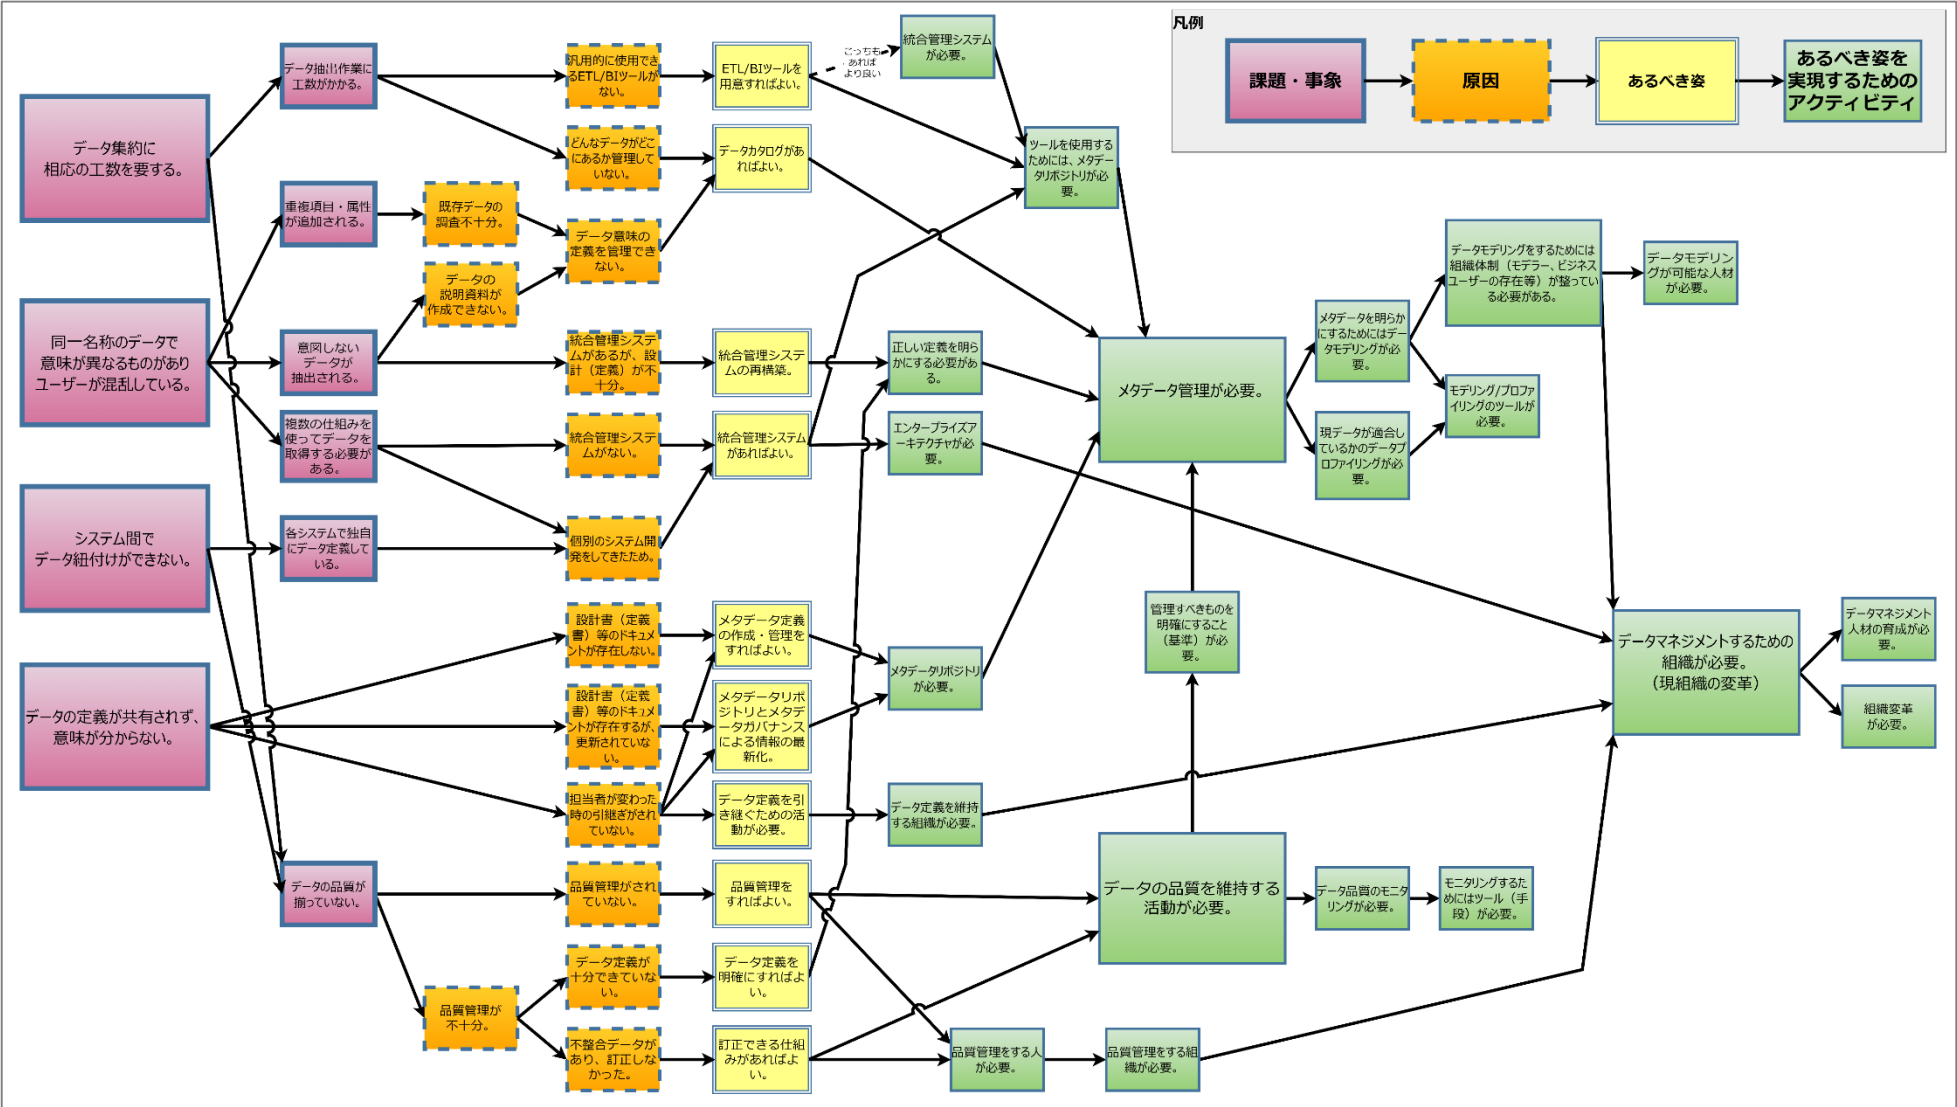 凡例
課題・事象
原因
あるべき姿
あるべき姿を
実現するための
アクティビティ
データ集約に
相応の工数を要する。
同一名称のデータで
意味が異なるものがあり
ユーザーが混乱している。
システム間で
データ紐付けができない。
データの定義が共有されず、
意味が分からない。
データ抽出作業に
工数がかかる。
重複項目・属性
が追加される。
意図しない
データが
抽出される。
複数の仕組みを
使ってデータを
取得する必要が
ある。
各システムで独自
にデータ定義して
いる。
データの品質が
揃っていない。
既存データの
調査不十分。
データの
説明資料が
作成できない。
品質管理が
不十分。
汎用的に使用でき
るETL/BIツールが
ない。
どんなデータがどこ
にあるか管理して
いない。
データ意味の
定義を管理でき
ない。
統合管理システ
ムがあるが、設
計（定義）が不
十分。
統合管理システ
ムがない。
個別のシステム開
発をしてきたため。
設計書（定義
書）等のドキュメ
ントが存在しない。
設計書（定義
書）等のドキュメ
ントが存在するが、
更新されていな
い。
担当者が変わった
時の引継ぎがされ
ていない。
品質管理がされ
ていない。
データ定義が
十分できていな
い。
不整合データが
あり、訂正しな
かった。
ETL/BIツールを
用意すればよい。
データカタログがあ
ればよい。
統合管理システ
ムの再構築。
統合管理システム
があればよい。
メタデータ定義
の作成・管理を
すればよい。
メタデータリポ
ジトリとメタデ
ータガバナンス
による情報の最
新化。
データ定義を引
き継ぐための活
動が必要。
品質管理を
すればよい。
データ定義を
明確にすればよ
い。
訂正できる仕組
みがあればよ
い。
こっちも
あれば
より良い
統合管理システム
が必要。
ツールを使用する
ためには、メタデー
タリポジトリが必
要。
正しい定義を明ら
かにする必要があ
る。
エンタープライズア
ーキテクチャが必
要。
メタデータリポジトリ
が必要。
データ定義を維持
する組織が必要。
品質管理をする人
が必要。
品質管理をする組
織が必要。
メタデータ管理が必要。
管理すべきものを
明確にすること
（基準）が必
要。
データの品質を維持する
活動が必要。
メタデータを明らか
にするためにはデー
タモデリングが必
要。
現データが適合し
ているかのデータプ
ロファイリングが必
要。
データモデリングをするためには
組織体制（モデラー、ビジネス
ユーザーの存在等）が整ってい
る必要がある。
モデリング/プロファ
イリングのツールが
必要。
データモデリン
グが可能な人材
が必要。
データ品質のモニタ
リングが必要。
モニタリングするた
めにはツール（手
段）が必要。
データマネジメントするための
組織が必要。
（現組織の変革）
データマネジメント
人材の育成が必
要。
組織変革
が必要。